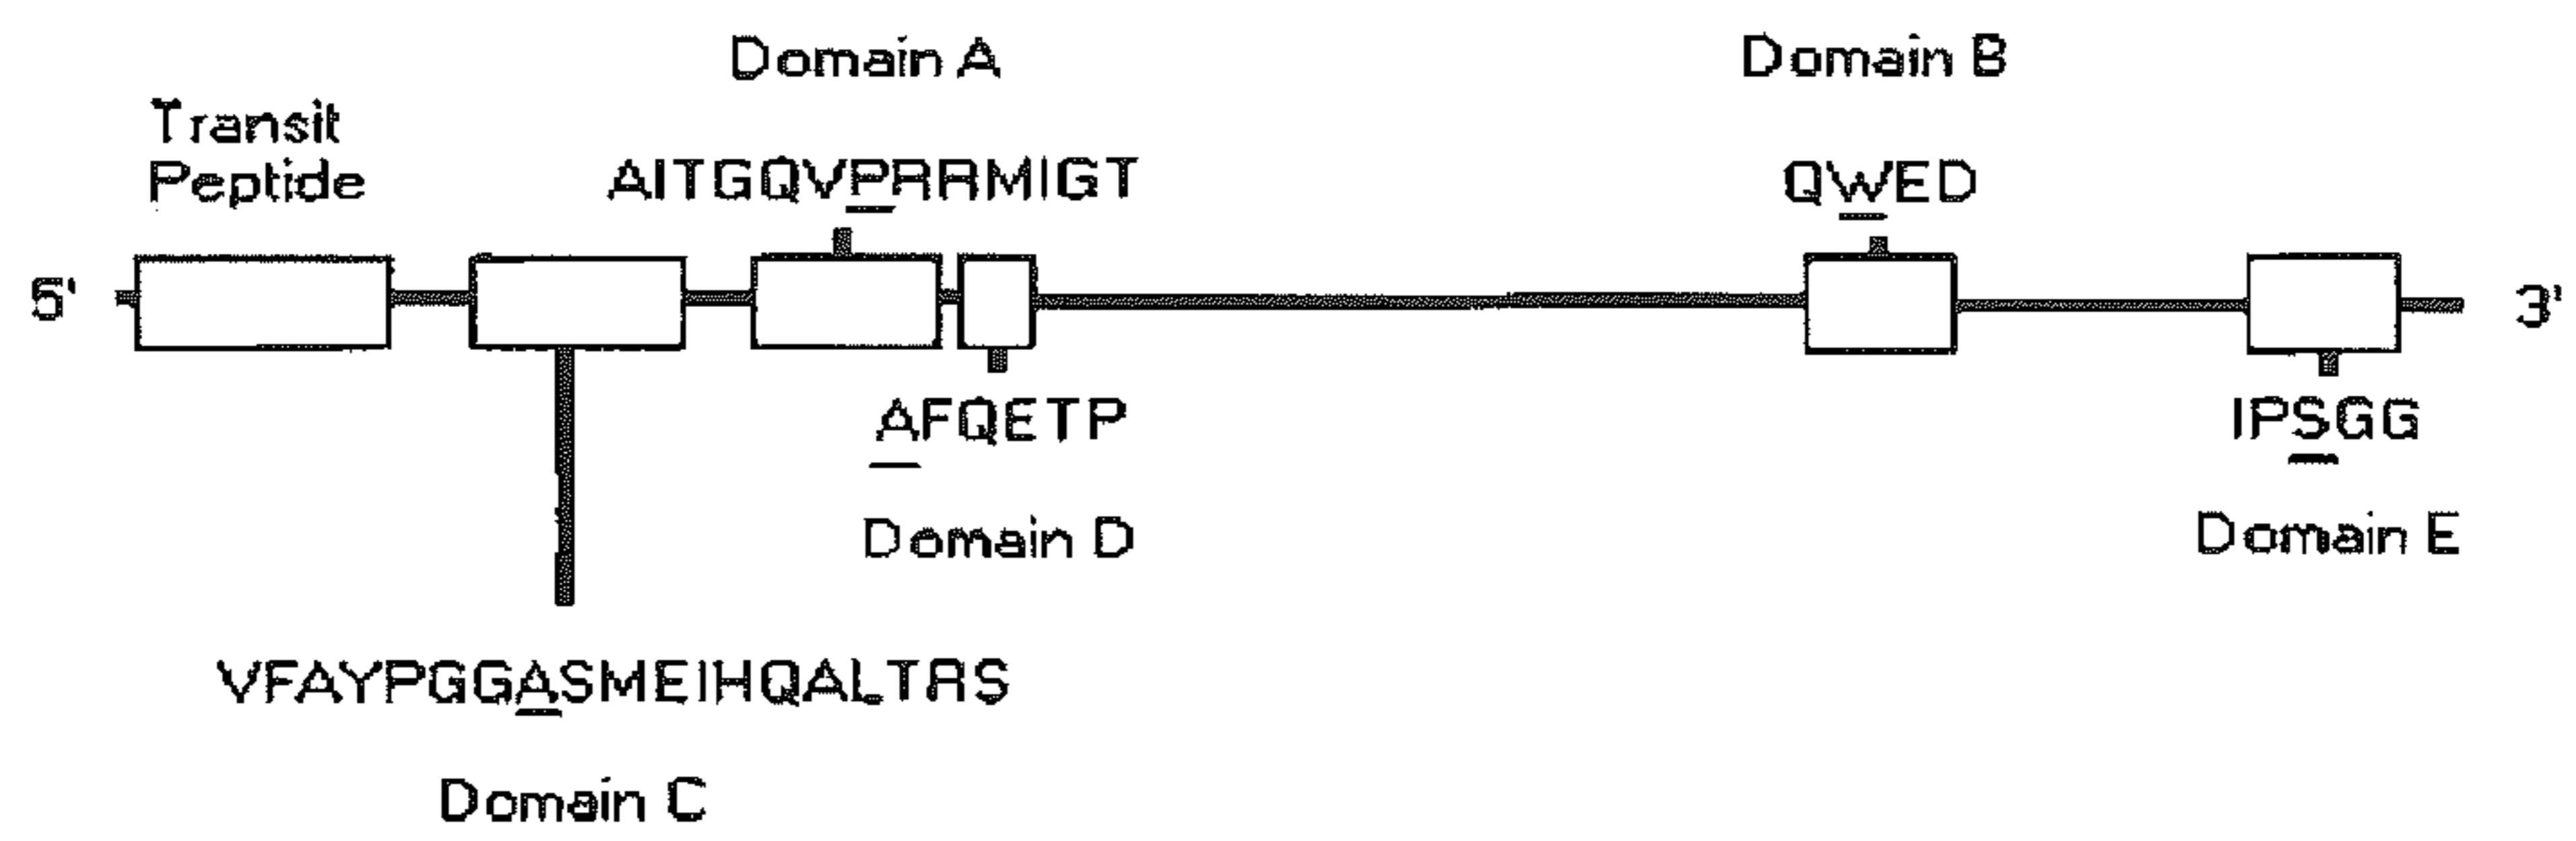 Domain A
Domain B
Transit
Peptide
AITGQVPRRMIGT
QWED
5'
3'
AFQETP
IPSGG
Domain D
Domain E
VFAYPGGASMEIHQALTRS
Domain C